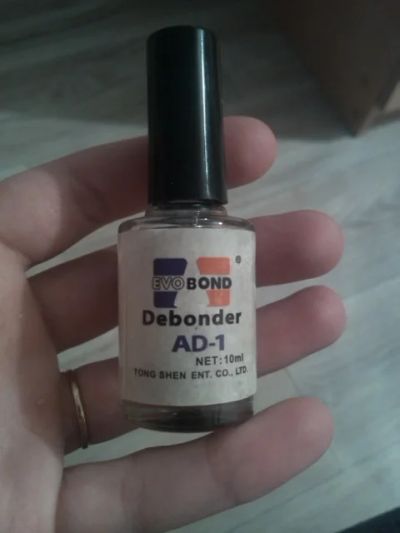 EVOBOND®
Debonder
AD-1
NET:10ml
TONG SHEN ENT. CO., LTD.